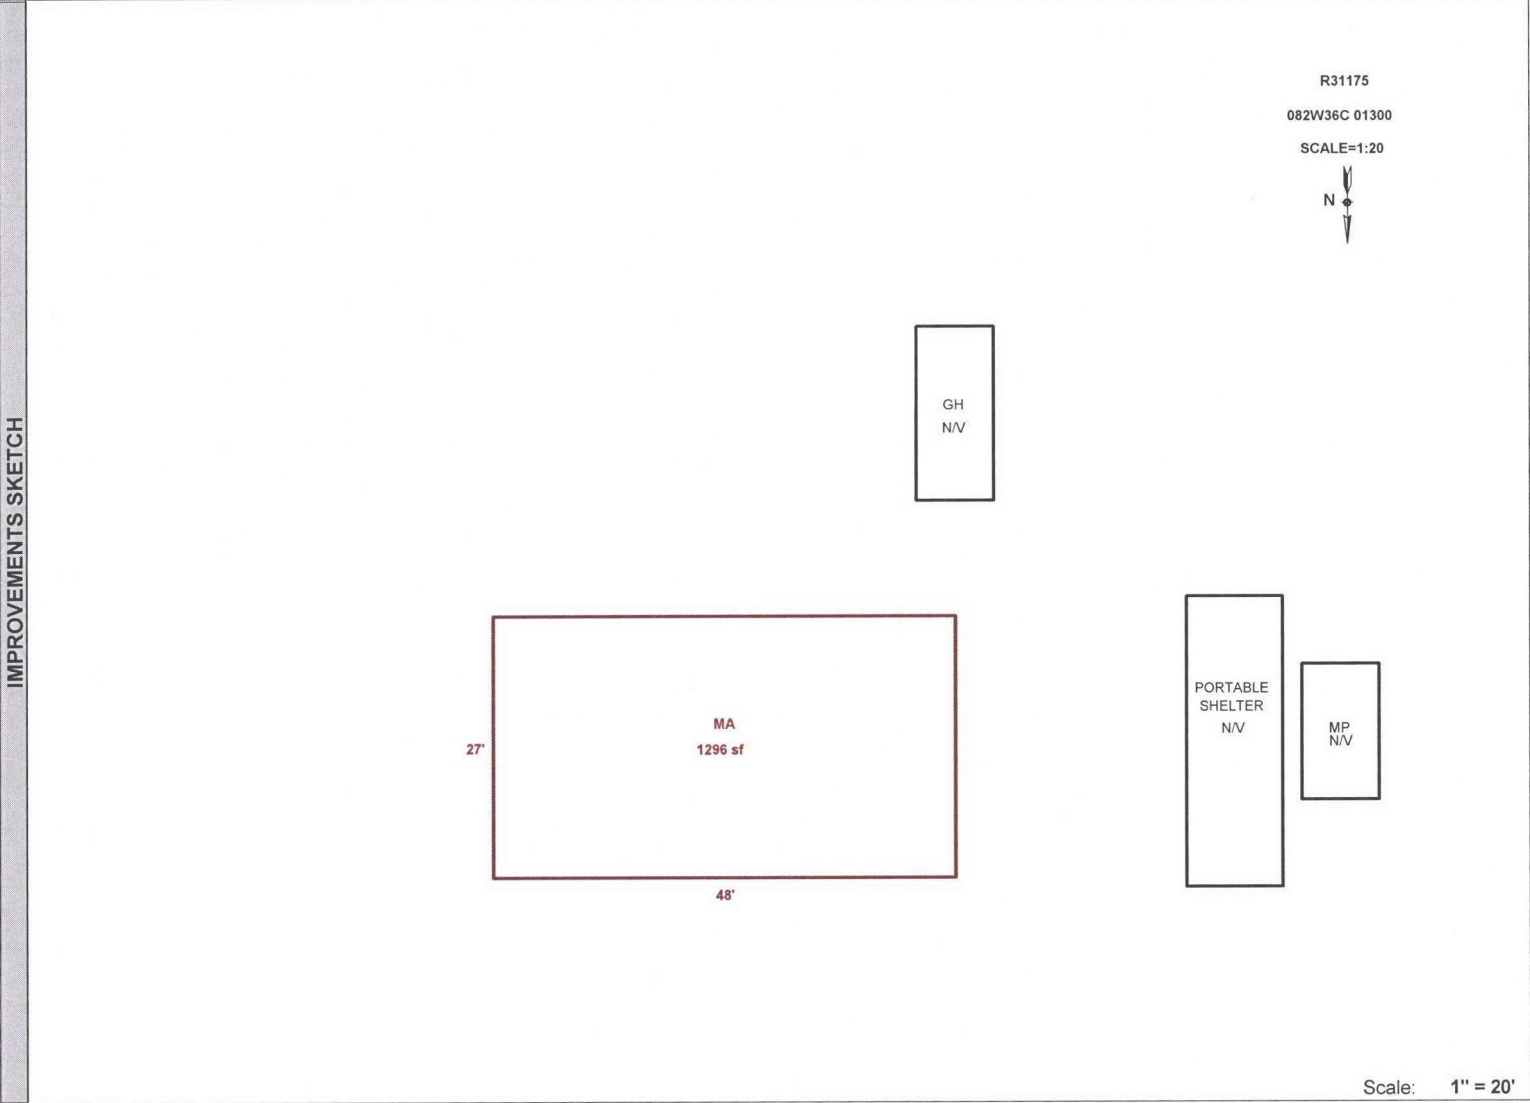 IMPROVEMENTS SKETCH
R31175
082W36C 01300
SCALE=1:20
N
GH
N/V
PORTABLE
SHELTER
N/V
MP
N/V
MA
1296 sf
27'
48'
Scale: 1" = 20'